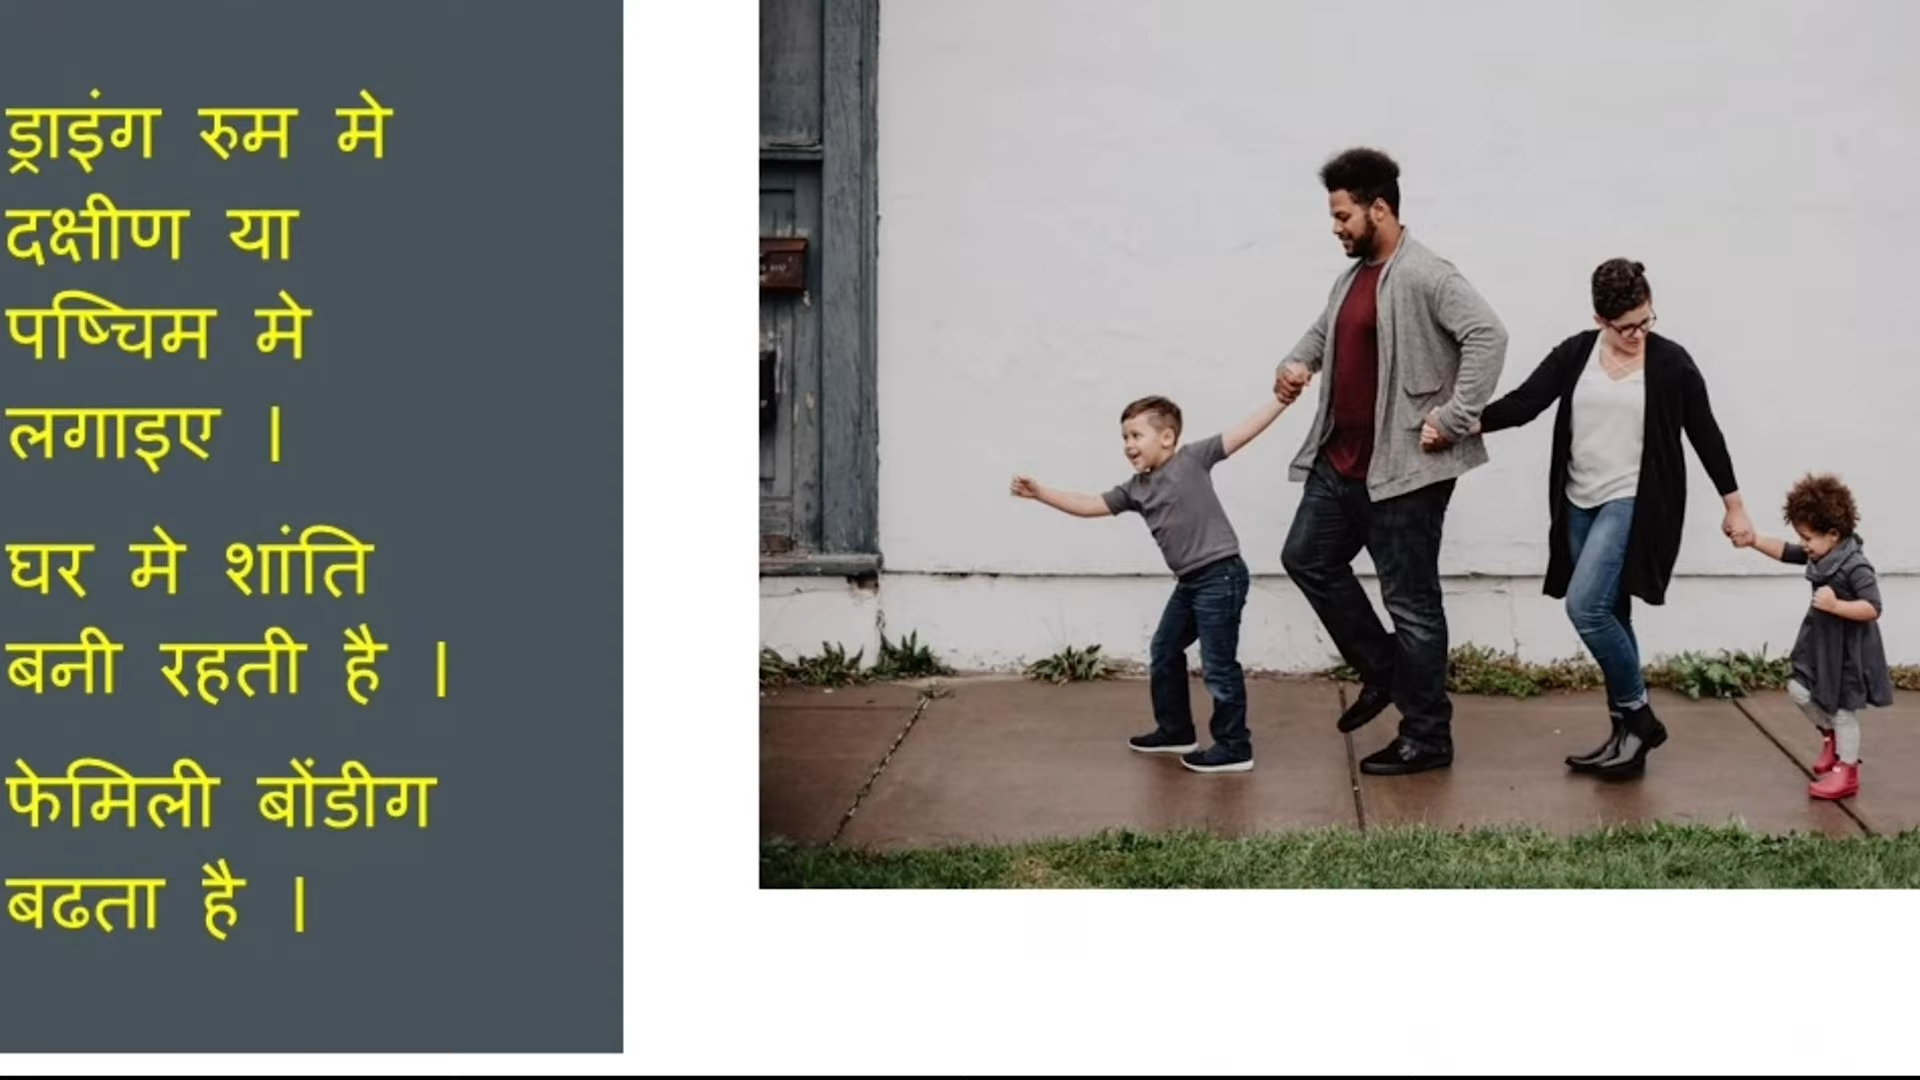 ड्राइंग रुम मे
दक्षीण या
पष्चिम मे
लगाइए ।
घर मे शांति
बनी रहती है ।
फेमिली बोंडीग
बढता है ।